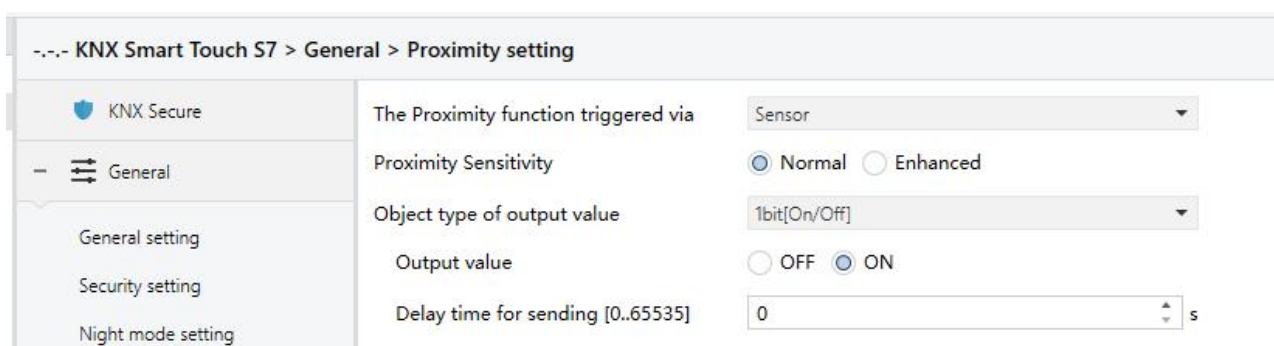 -.-.- KNX Smart Touch S7 > General > Proximity setting
KNX Secure
General
General setting
Security setting
Night mode setting
The Proximity function triggered via Sensor
Proximity Sensitivity Normal Enhanced
Object type of output value 1bit[On/Off]
Output value OFF ON
Delay time for sending [0..65535] 0 s